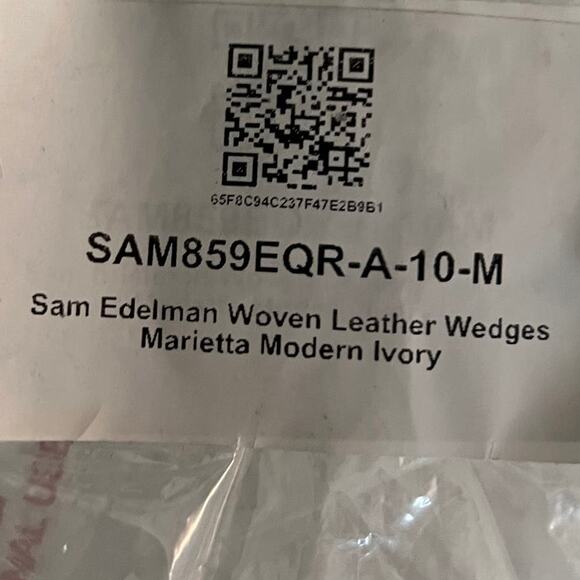 65F8C94C237F47E2B9B1
SAM859EQR-A-10-M
Sam Edelman Woven Leather Wedges
Marietta Modern Ivory